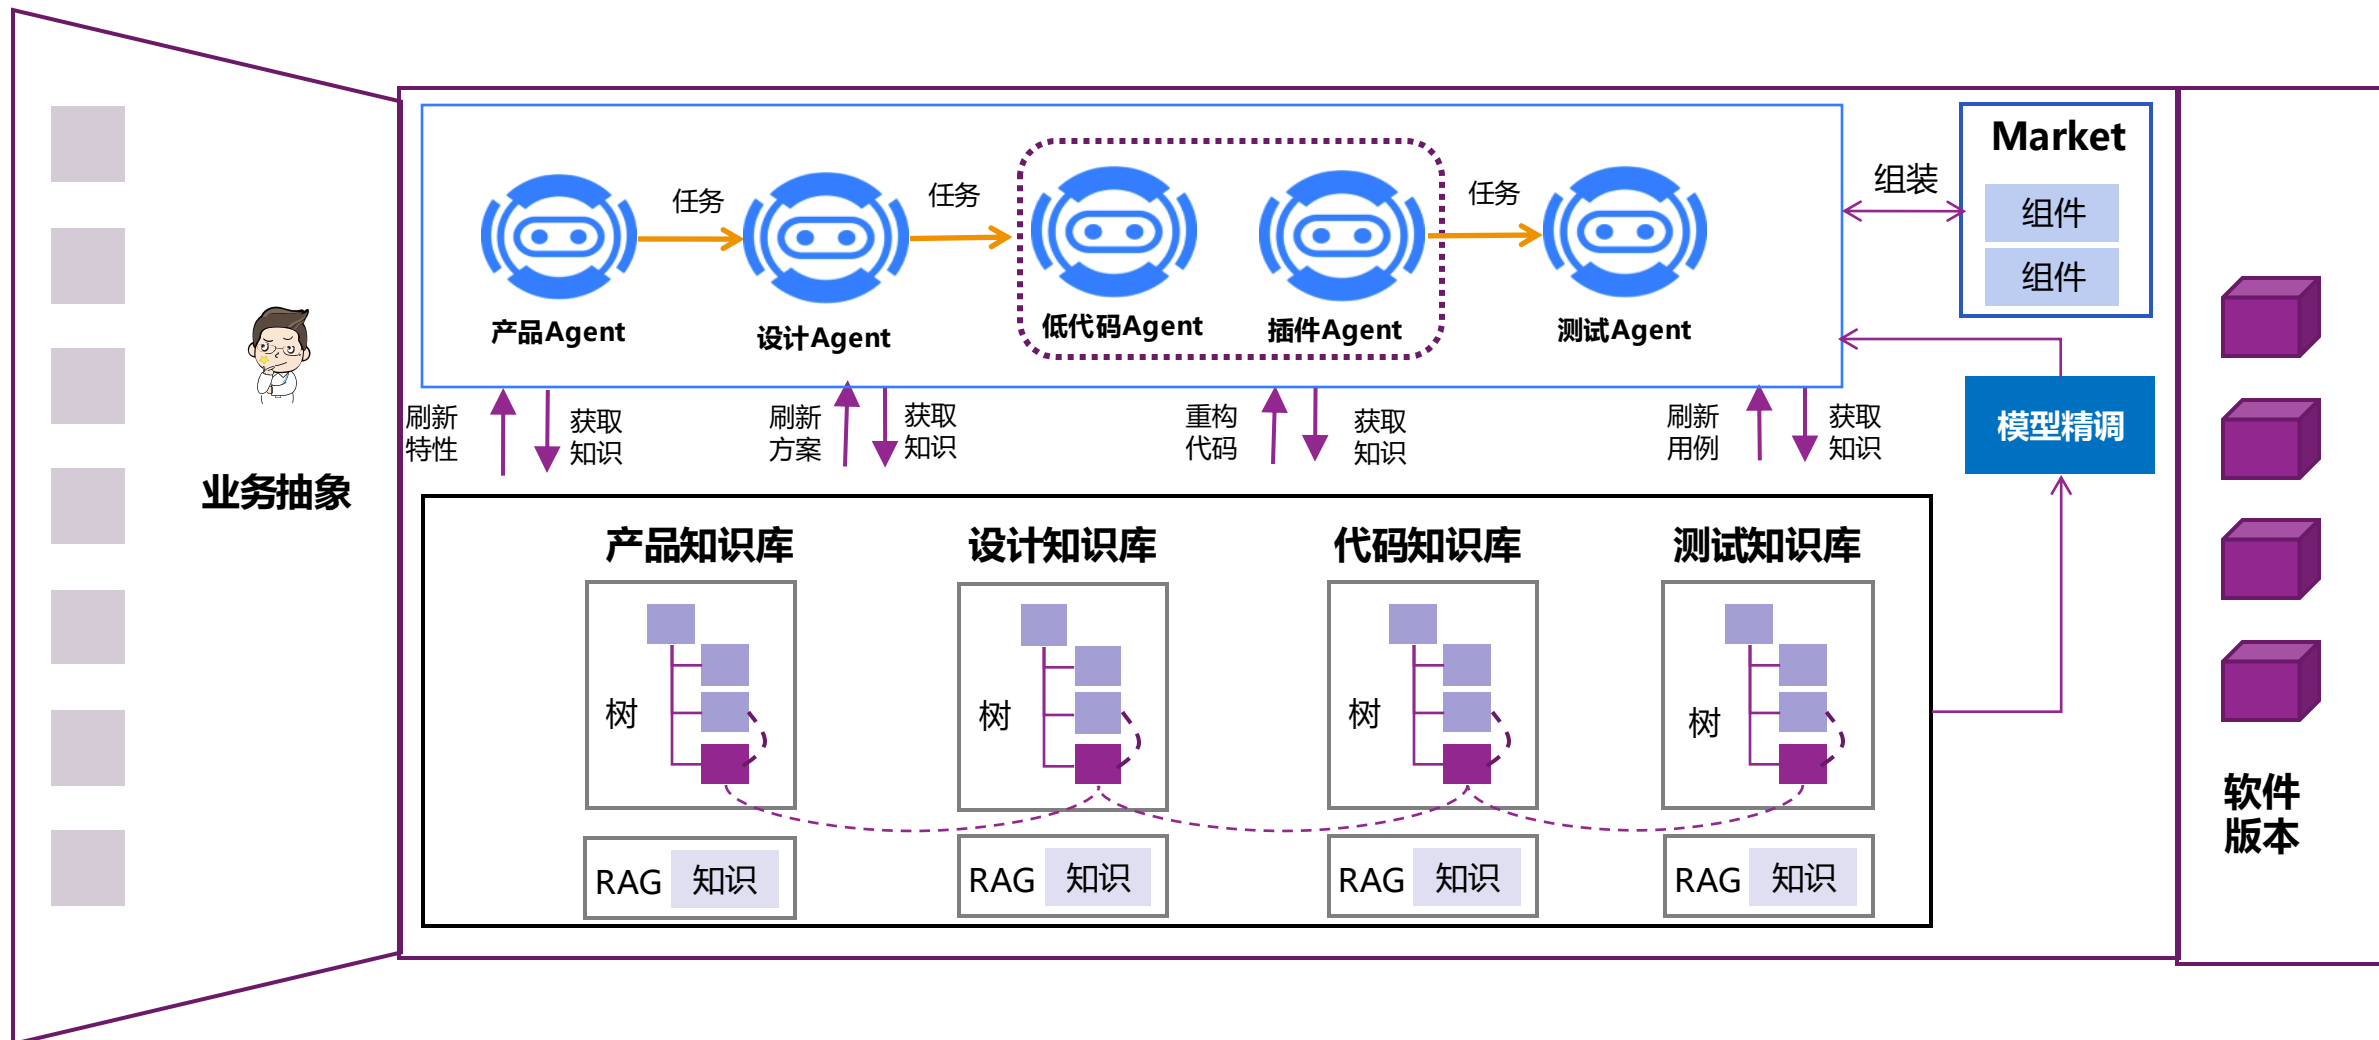 业务抽象
任务
任务
任务
产品Agent
设计Agent
低代码Agent
插件Agent
测试Agent
组装
Market
组件
组件
刷新
特性
获取
知识
刷新
方案
获取
知识
重构
代码
获取
知识
刷新
用例
获取
知识
模型精调
产品知识库
设计知识库
代码知识库
测试知识库
树
树
树
树
RAG 知识
RAG 知识
RAG 知识
RAG 知识
软件
版本